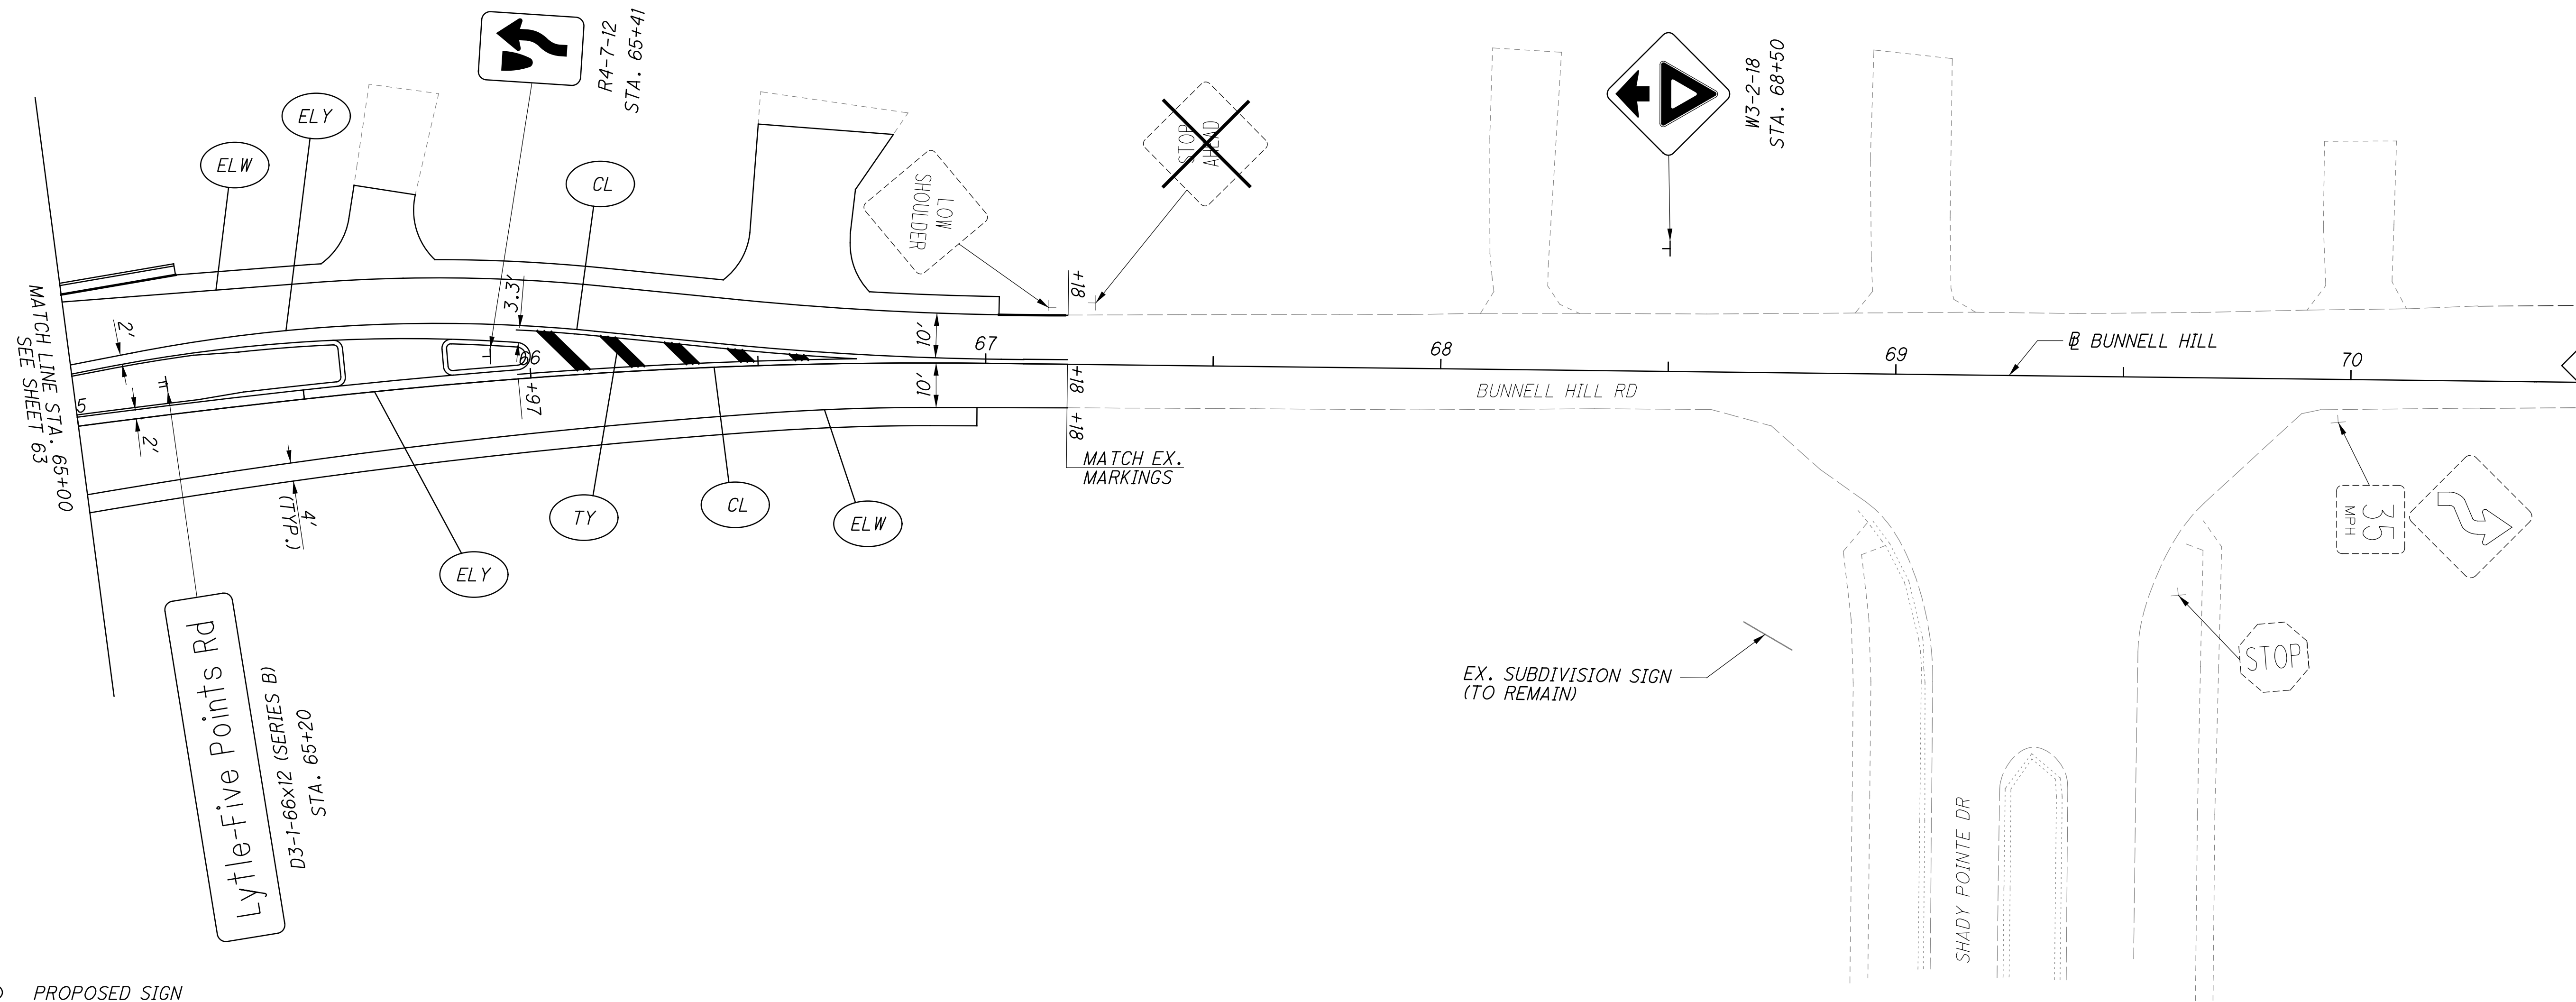 R4-7-12
STA. 65+41
W3-2-18
STA. 68+50
ELY
ELW
CL
STOP
AHEAD
LOW
SHOULDER
MATCH LINE STA. 65+00
SEE SHEET 63
2'
3.3'
10.0'
+18
5
66
67
68
69
70
℄ BUNNELL HILL
BUNNELL HILL RD
2'
+97
10.0'
+18
+18
MATCH EX.
MARKINGS
4'
(TYP.)
TY
CL
ELW
ELY
35
MPH
STOP
EX. SUBDIVISION SIGN
(TO REMAIN)
Lytle-Five Points Rd
D3-1-66x12 (SERIES B)
STA. 65+20
SHADY POINTE DR
PROPOSED SIGN